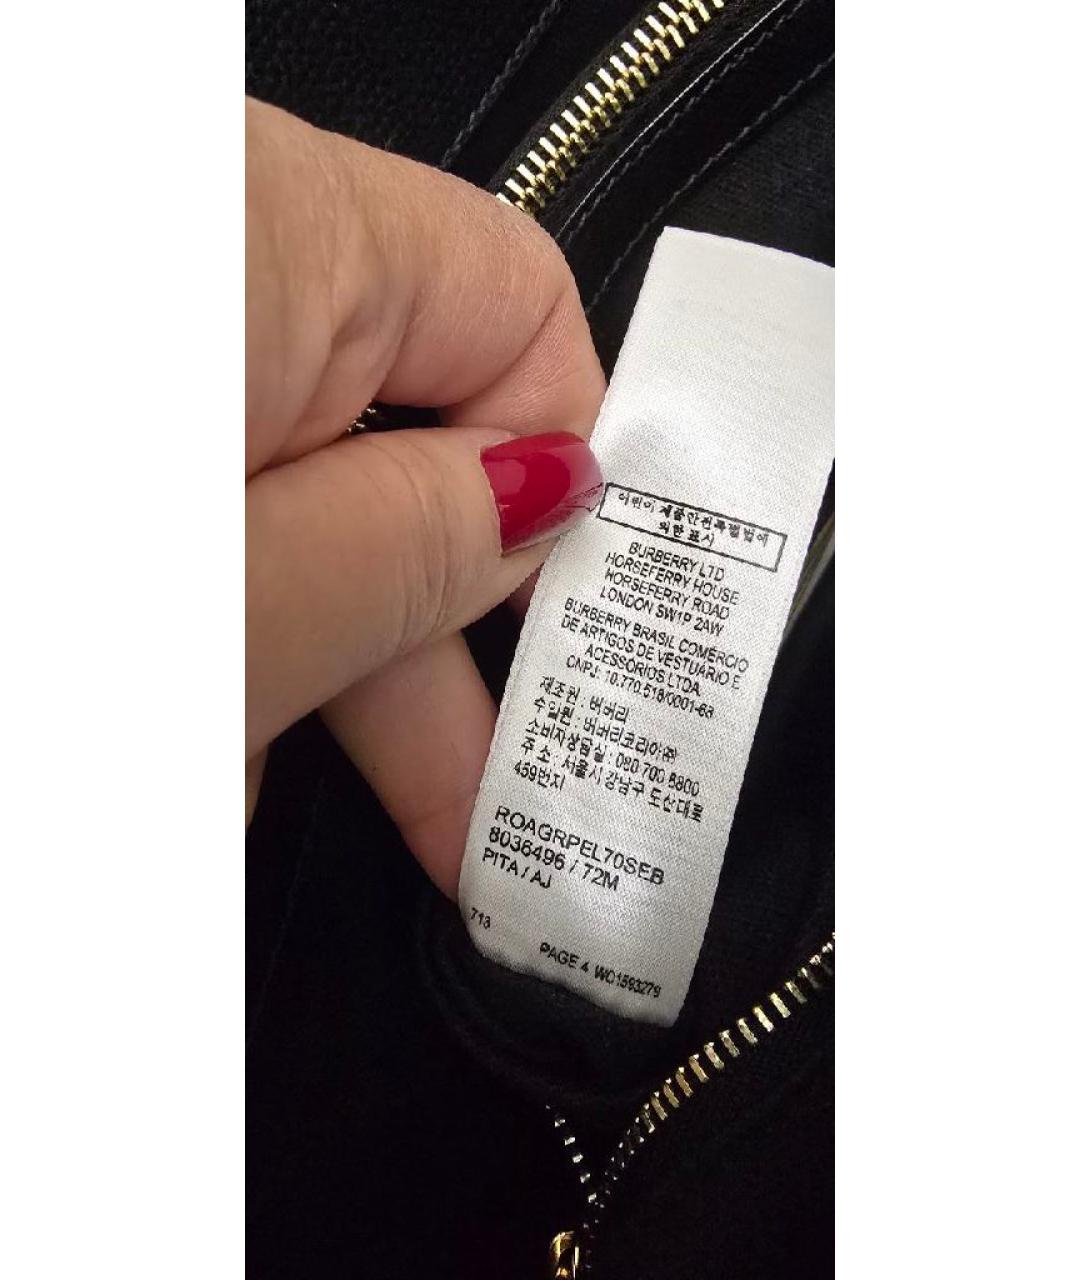 어린이 제품안전특별법에
의한 표시
BURBERRY LTD
HORSEFERRY HOUSE
HORSEFERRY ROAD
LONDON SW1P 2AW
BURBERRY BRASIL COMÉRCIO
DE ARTIGOS DE VESTUÁRIO E
ACESSÓRIOS LTDA
CNPJ: 10.770.518/0001-68
제조원 : 버버리
수입원 : 버버리코리아㈜
소비자상담실 : 080 700 8800
주 소 : 서울시 강남구 도산대로
459번지
ROAGRPEL70SEB
8036496 / 72M
PITA / AJ
718
PAGE 4 WO1593279